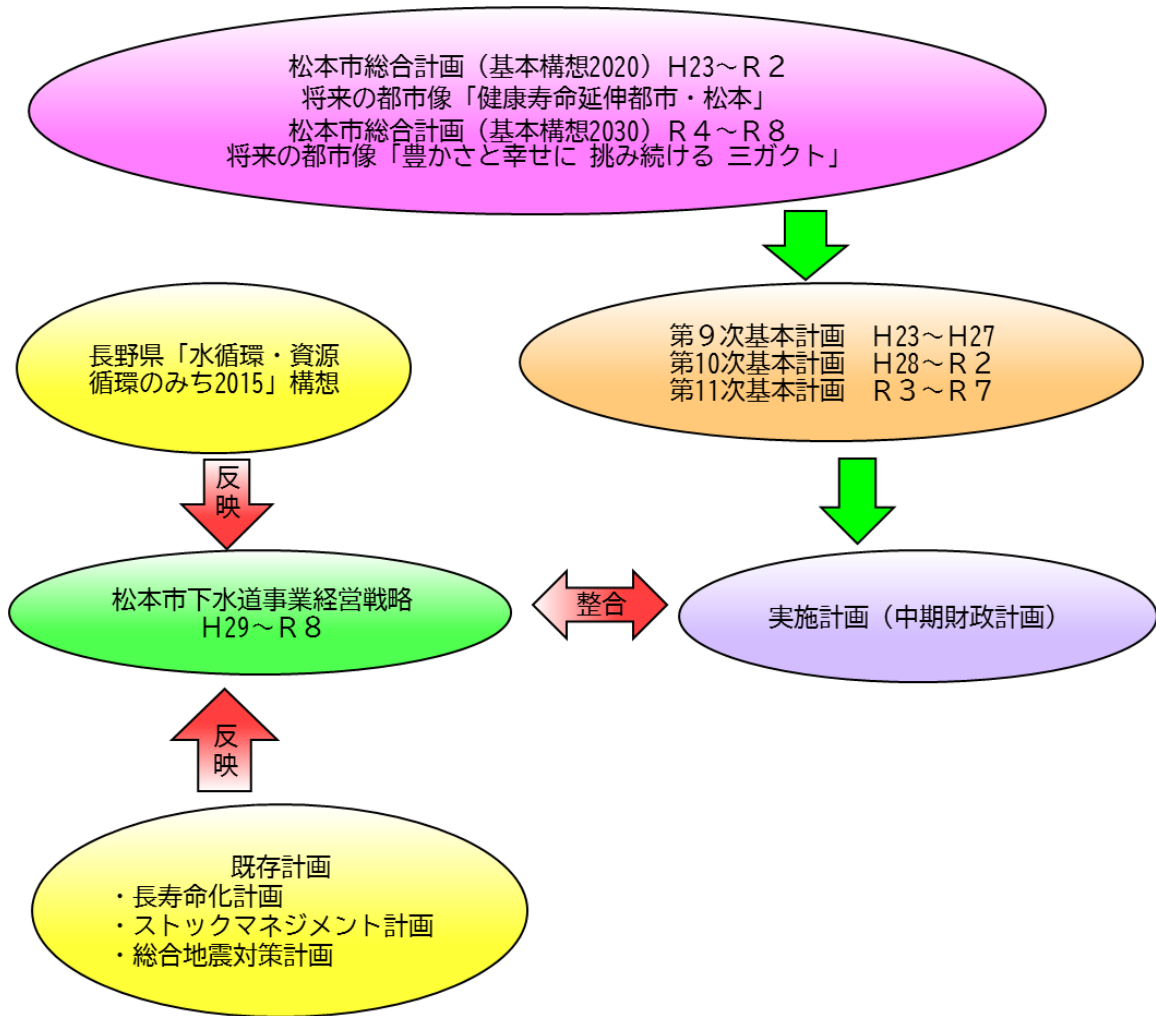 松本市総合計画（基本構想2020）Ｈ23～Ｒ２
将来の都市像「健康寿命延伸都市・松本」
松本市総合計画（基本構想2030）Ｒ４～Ｒ８
将来の都市像「豊かさと幸せに 挑み続ける 三ガクト」
第９次基本計画　Ｈ23～Ｈ27
第10次基本計画　Ｈ28～Ｒ２
第11次基本計画　Ｒ３～Ｒ７
長野県「水循環・資源
循環のみち2015」構想
反
映
松本市下水道事業経営戦略
Ｈ29～Ｒ８
整合
実施計画（中期財政計画）
反
映
既存計画
・長寿命化計画
・ストックマネジメント計画
・総合地震対策計画